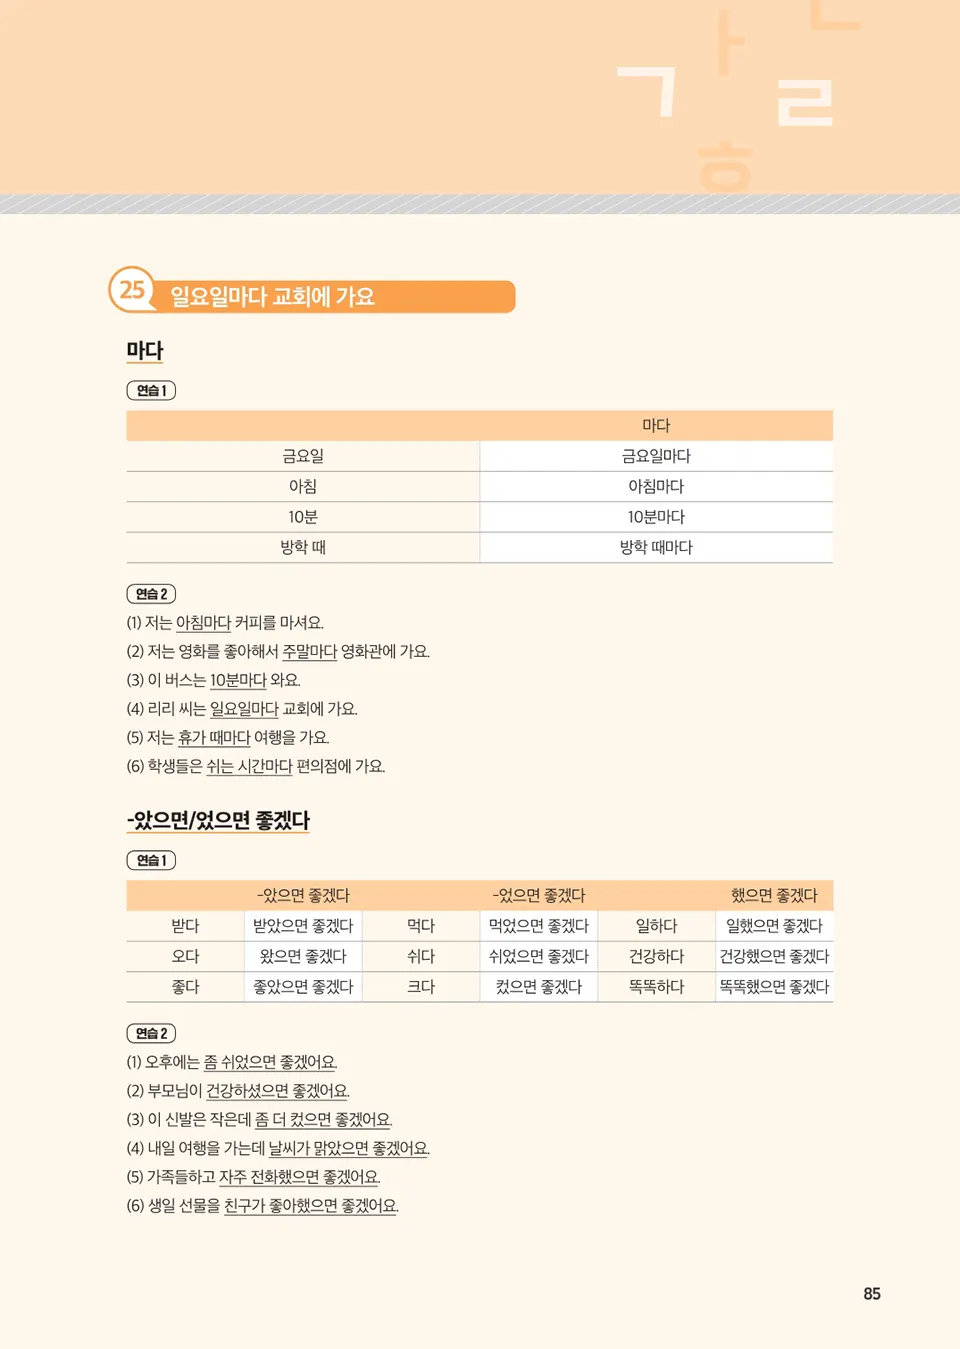 ㄱ ㅏ ㄴ ㄹ ㅎ
25 일요일마다 교회에 가요
마다
연습 1
마다
금요일 금요일마다
아침 아침마다
10분 10분마다
방학 때 방학 때마다
연습 2
(1) 저는 아침마다 커피를 마셔요.
(2) 저는 영화를 좋아해서 주말마다 영화관에 가요.
(3) 이 버스는 10분마다 와요.
(4) 리리 씨는 일요일마다 교회에 가요.
(5) 저는 휴가 때마다 여행을 가요.
(6) 학생들은 쉬는 시간마다 편의점에 가요.
-았으면/었으면 좋겠다
연습 1
-았으면 좋겠다 -었으면 좋겠다 했으면 좋겠다
받다 받았으면 좋겠다 먹다 먹었으면 좋겠다 일하다 일했으면 좋겠다
오다 왔으면 좋겠다 쉬다 쉬었으면 좋겠다 건강하다 건강했으면 좋겠다
좋다 좋았으면 좋겠다 크다 컸으면 좋겠다 똑똑하다 똑똑했으면 좋겠다
연습 2
(1) 오후에는 좀 쉬었으면 좋겠어요.
(2) 부모님이 건강하셨으면 좋겠어요.
(3) 이 신발은 작은데 좀 더 컸으면 좋겠어요.
(4) 내일 여행을 가는데 날씨가 맑았으면 좋겠어요.
(5) 가족들하고 자주 전화했으면 좋겠어요.
(6) 생일 선물을 친구가 좋아했으면 좋겠어요.
85